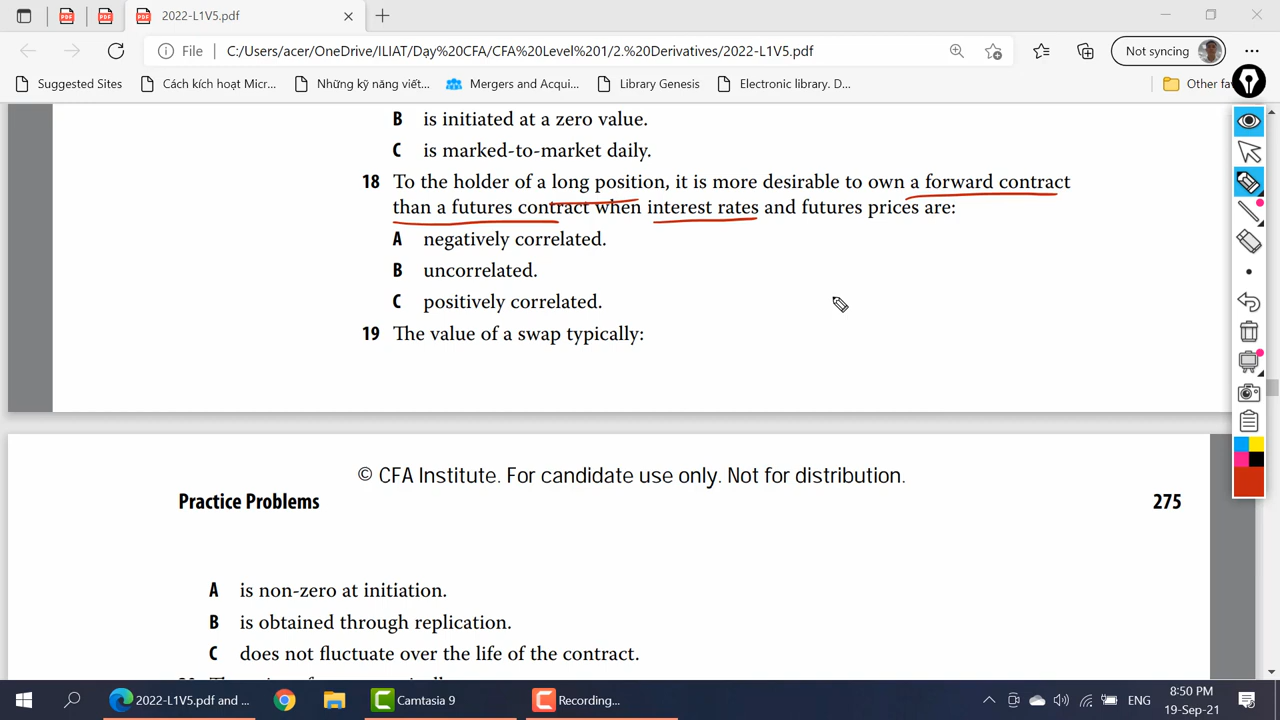 2022-L1V5.pdf
File C:/Users/acer/OneDrive/ILIAT/Day%20CFA/CFA%20Level%201/2.%20Derivatives/2022-L1V5.pdf Not syncing
Suggested Sites Cách kích hoạt Micr... Những kỹ năng viết... Mergers and Acqui... Library Genesis Electronic library. D... Other fav
B is initiated at a zero value.
C is marked-to-market daily.
18 To the holder of a long position, it is more desirable to own a forward contract
than a futures contract when interest rates and futures prices are:
A negatively correlated.
B uncorrelated.
C positively correlated.
19 The value of a swap typically:
© CFA Institute. For candidate use only. Not for distribution.
Practice Problems 275
A is non-zero at initiation.
B is obtained through replication.
C does not fluctuate over the life of the contract.
2022-L1V5.pdf and ... Camtasia 9 Recording... ENG 8:50 PM
19-Sep-21